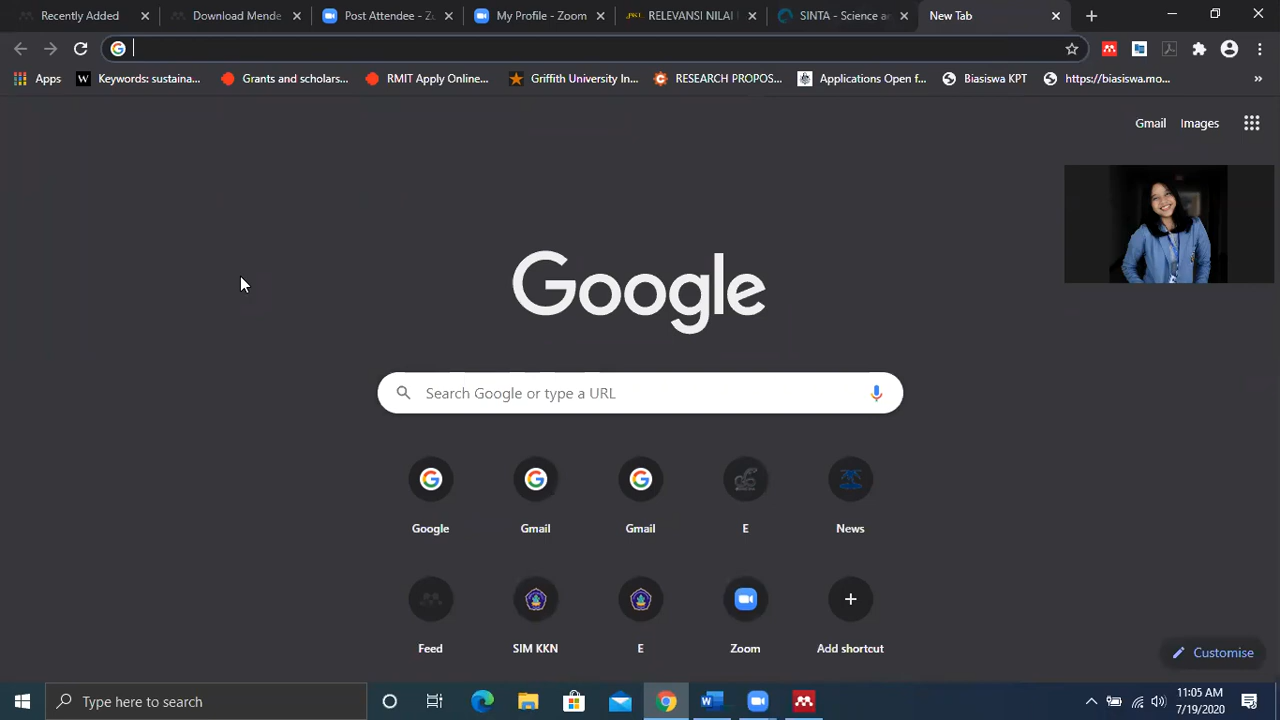 Recently Added
Download Mende
Post Attendee - Zu
My Profile - Zoom
RELEVANSI NILAI
SINTA - Science an
New Tab
Apps
Keywords: sustaina...
Grants and scholars...
RMIT Apply Online...
Griffith University In...
RESEARCH PROPOS...
Applications Open f...
Biasiswa KPT
https://biasiswa.mo...
»
Gmail
Images
Google
Search Google or type a URL
Google
Gmail
Gmail
E
News
Feed
SIM KKN
E
Zoom
Add shortcut
Customise
Type here to search
11:05 AM
7/19/2020